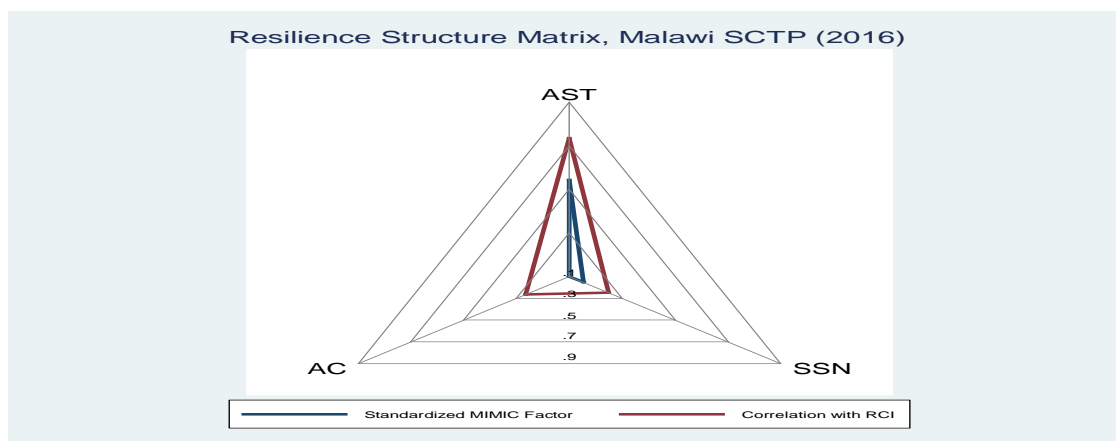 Resilience Structure Matrix, Malawi SCTP (2016)
AST
.1
.3
.5
.7
.9
AC
SSN
Standardized MIMIC Factor
Correlation with RCI